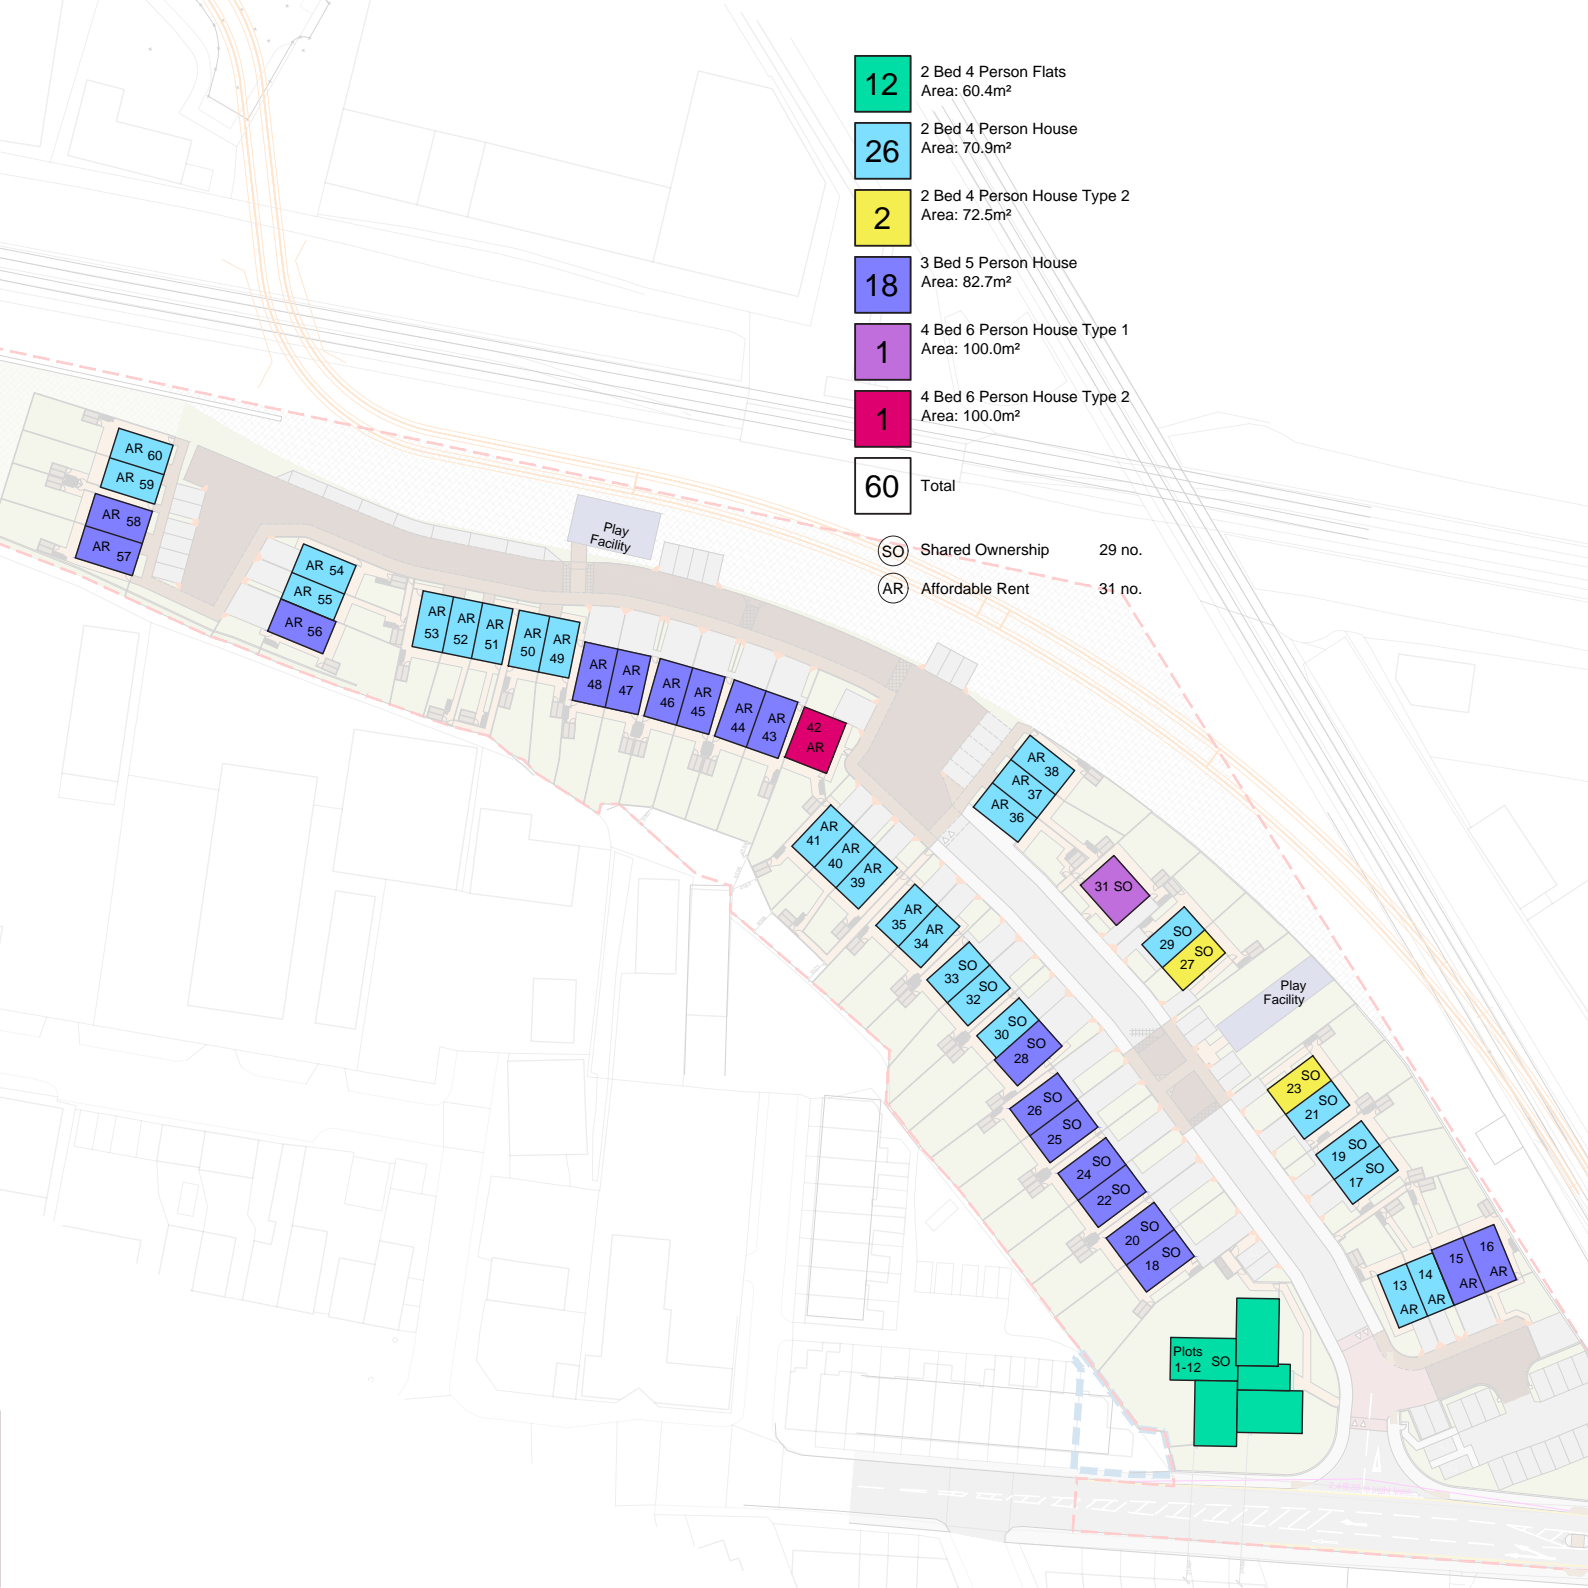 12
2 Bed 4 Person Flats
Area: 60.4m²
26
2 Bed 4 Person House
Area: 70.9m²
2
2 Bed 4 Person House Type 2
Area: 72.5m²
18
3 Bed 5 Person House
Area: 82.7m²
1
4 Bed 6 Person House Type 1
Area: 100.0m²
1
4 Bed 6 Person House Type 2
Area: 100.0m²
60
Total
SO Shared Ownership 29 no.
AR Affordable Rent 31 no.
AR 60
AR 59
AR 58
AR 57
Play
Facility
AR 54
AR 55
AR 56
AR
53
AR
52
AR
51
AR
50
AR
49
AR
48
AR
47
AR
46
AR
45
AR
44
AR
43
42
AR
AR
38
AR
37
AR
36
AR
41
AR
40
AR
39
31 SO
AR
35
AR
34
SO
29
SO
27
SO
33
SO
32
Play
Facility
SO
30
SO
28
SO
26
SO
25
SO
23
SO
21
SO
24
SO
22
SO
19
SO
17
SO
20
SO
18
13
AR
14
AR
15
AR
16
AR
Plots
1-12 SO